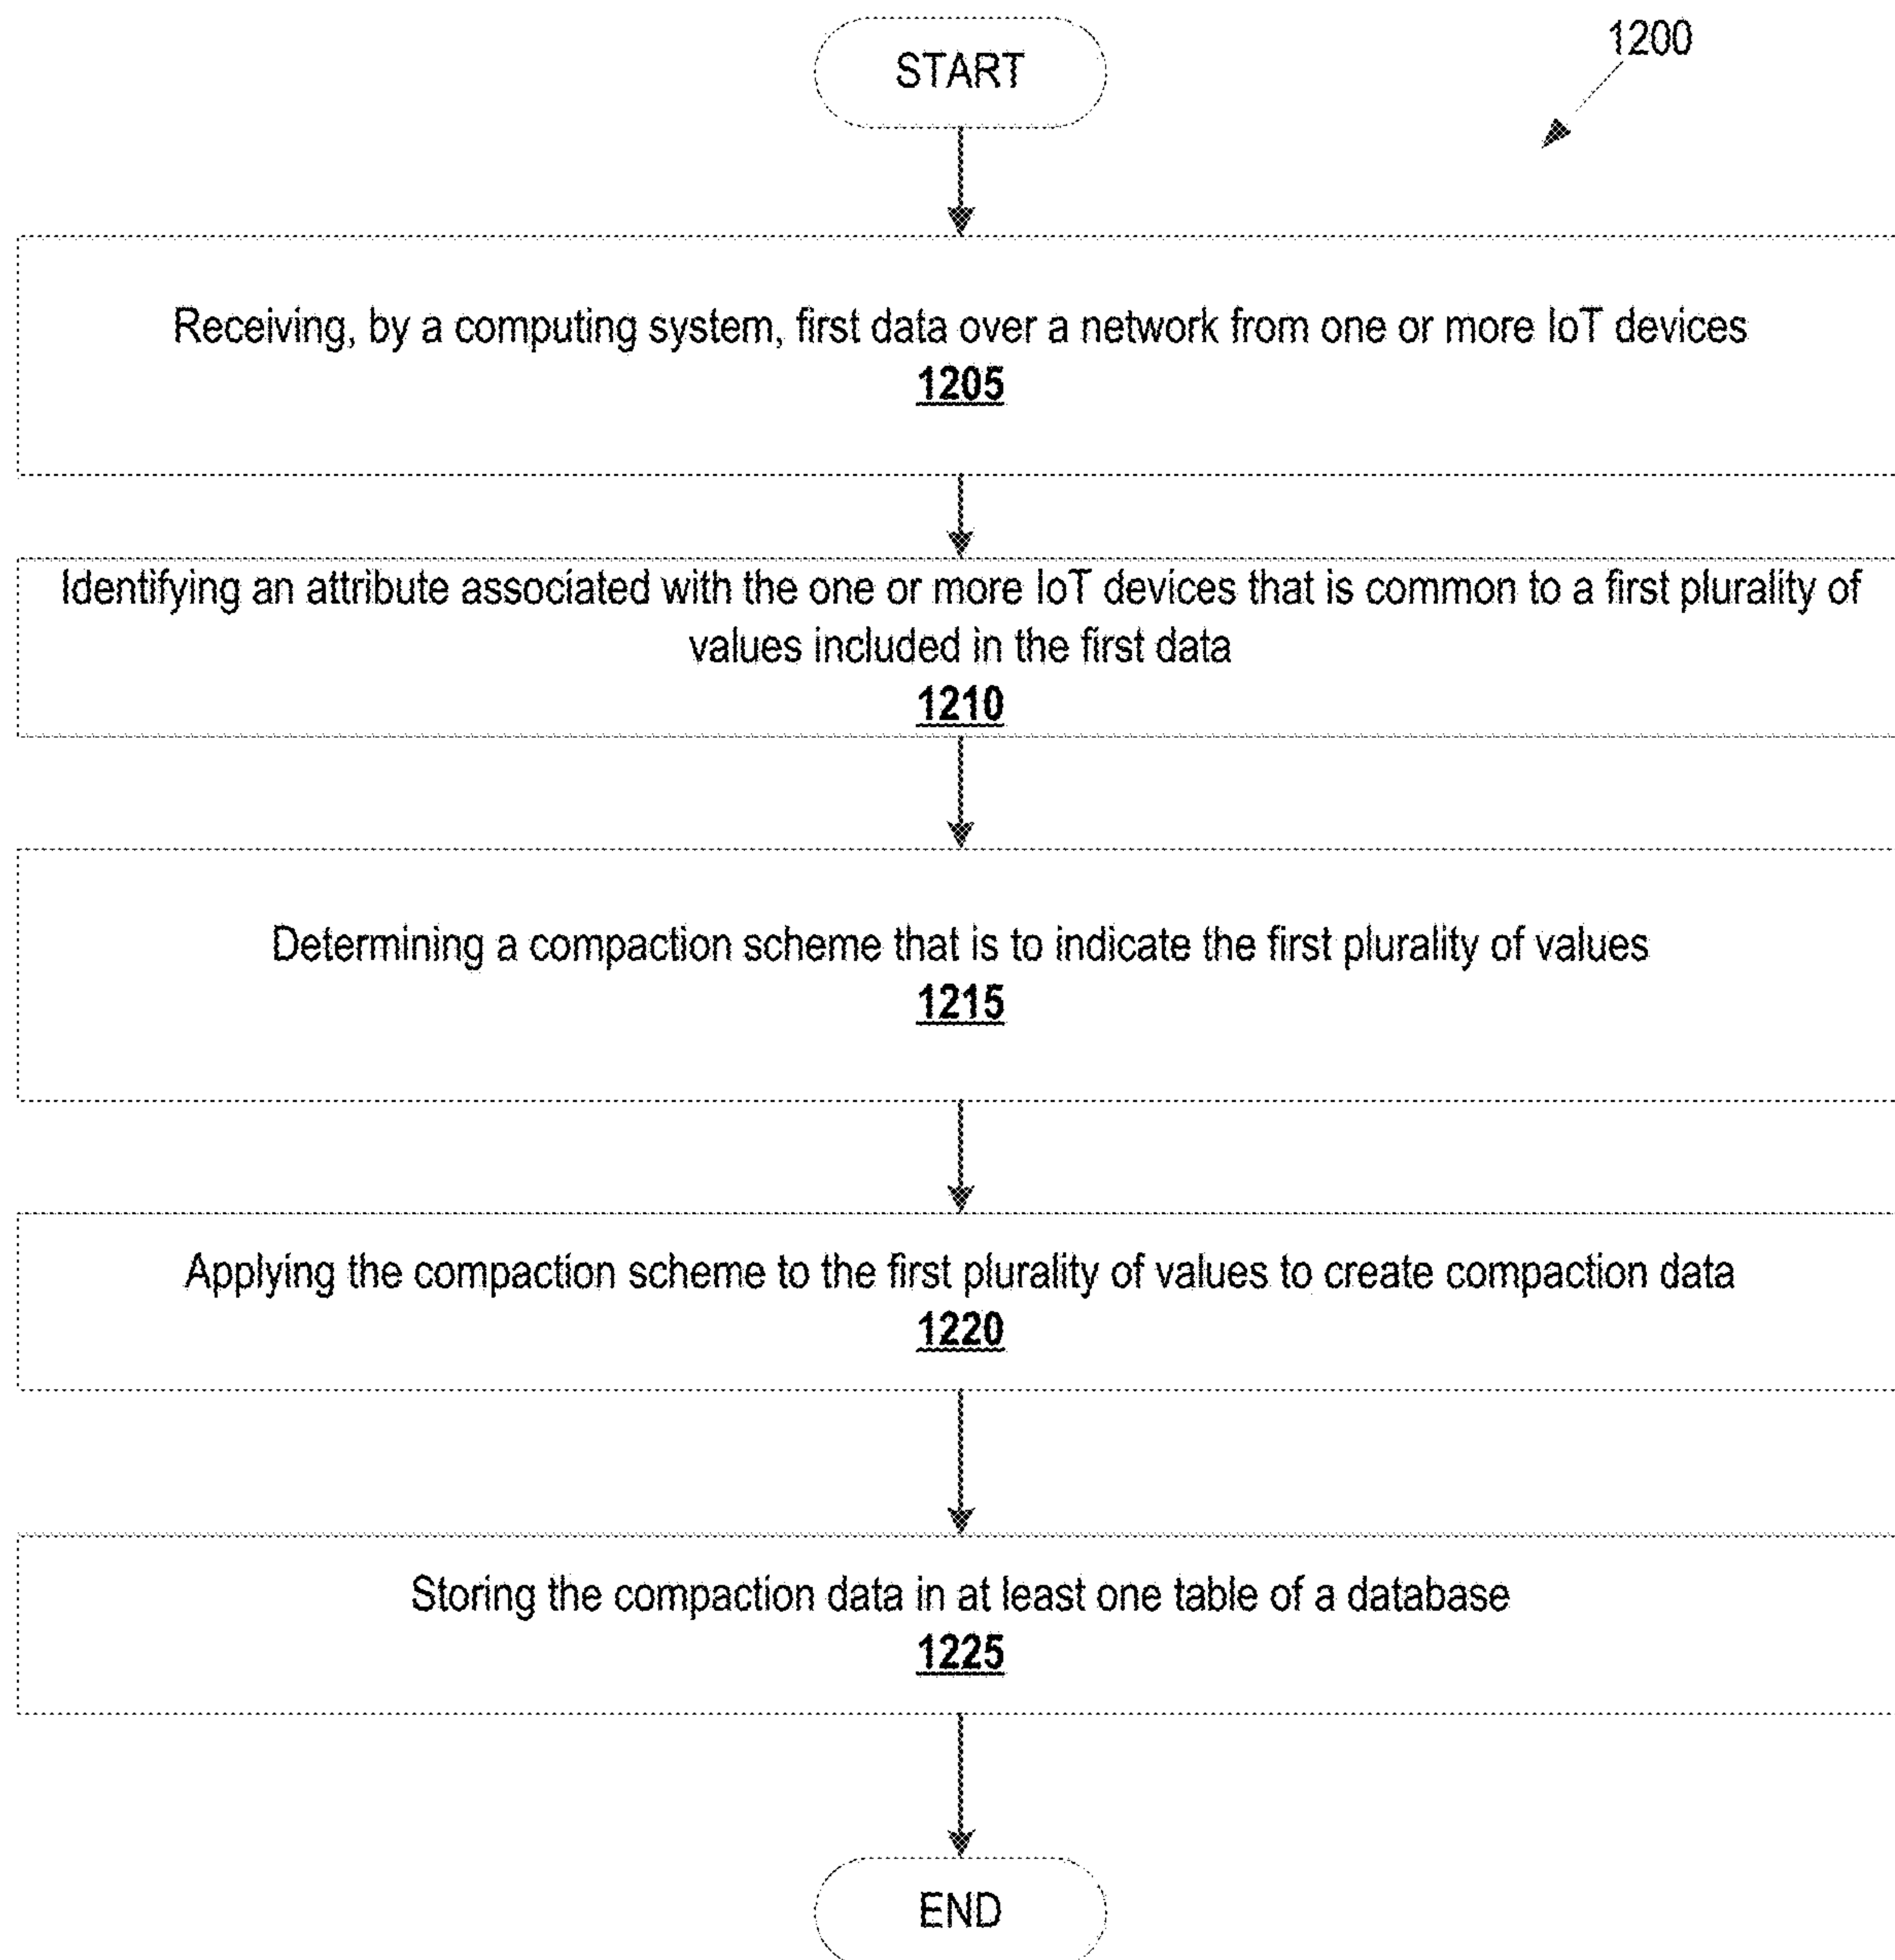 1200
START
Receiving, by a computing system, first data over a network from one or more IoT devices
1205
Identifying an attribute associated with the one or more IoT devices that is common to a first plurality of
values included in the first data
1210
Determining a compaction scheme that is to indicate the first plurality of values
1215
Applying the compaction scheme to the first plurality of values to create compaction data
1220
Storing the compaction data in at least one table of a database
1225
END